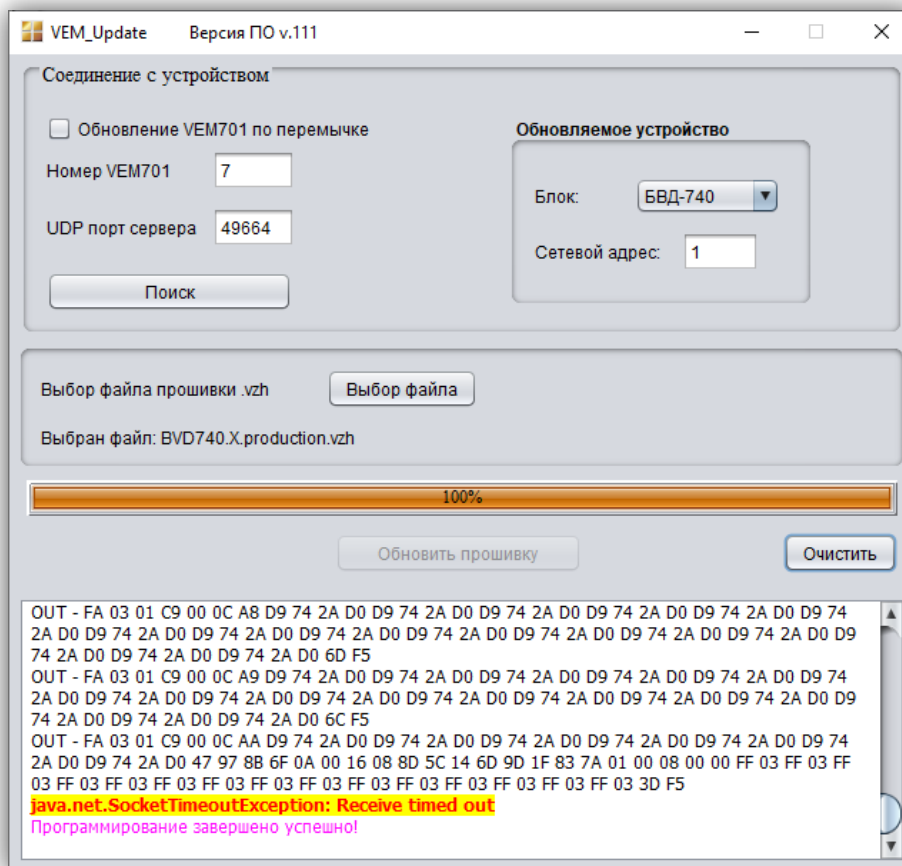 VEM_Update Версия ПО v.111
Соединение с устройством
Обновление VEM701 по перемычке
Обновляемое устройство
Номер VEM701 7
Блок: БВД-740
UDP порт сервера 49664
Сетевой адрес: 1
Поиск
Выбор файла прошивки .vzh Выбор файла
Выбран файл: BVD740.X.production.vzh
100%
Обновить прошивку Очистить
OUT - FA 03 01 C9 00 0C A8 D9 74 2A D0 D9 74 2A D0 D9 74 2A D0 D9 74 2A D0 D9 74 2A D0 D9 74
2A D0 D9 74 2A D0 D9 74 2A D0 D9 74 2A D0 D9 74 2A D0 D9 74 2A D0 D9 74 2A D0 D9 74 2A D0 D9
74 2A D0 D9 74 2A D0 D9 74 2A D0 6D F5
OUT - FA 03 01 C9 00 0C A9 D9 74 2A D0 D9 74 2A D0 D9 74 2A D0 D9 74 2A D0 D9 74 2A D0 D9 74
2A D0 D9 74 2A D0 D9 74 2A D0 D9 74 2A D0 D9 74 2A D0 D9 74 2A D0 D9 74 2A D0 D9 74 2A D0 D9
74 2A D0 D9 74 2A D0 D9 74 2A D0 6C F5
OUT - FA 03 01 C9 00 0C AA D9 74 2A D0 D9 74 2A D0 D9 74 2A D0 D9 74 2A D0 D9 74 2A D0 D9 74
2A D0 D9 74 2A D0 47 97 8B 6F 0A 00 16 08 8D 5C 14 6D 9D 1F 83 7A 01 00 08 00 00 FF 03 FF 03 FF
03 FF 03 FF 03 FF 03 FF 03 FF 03 FF 03 FF 03 FF 03 FF 03 FF 03 FF 03 3D F5
java.net.SocketTimeoutException: Receive timed out
Программирование завершено успешно!